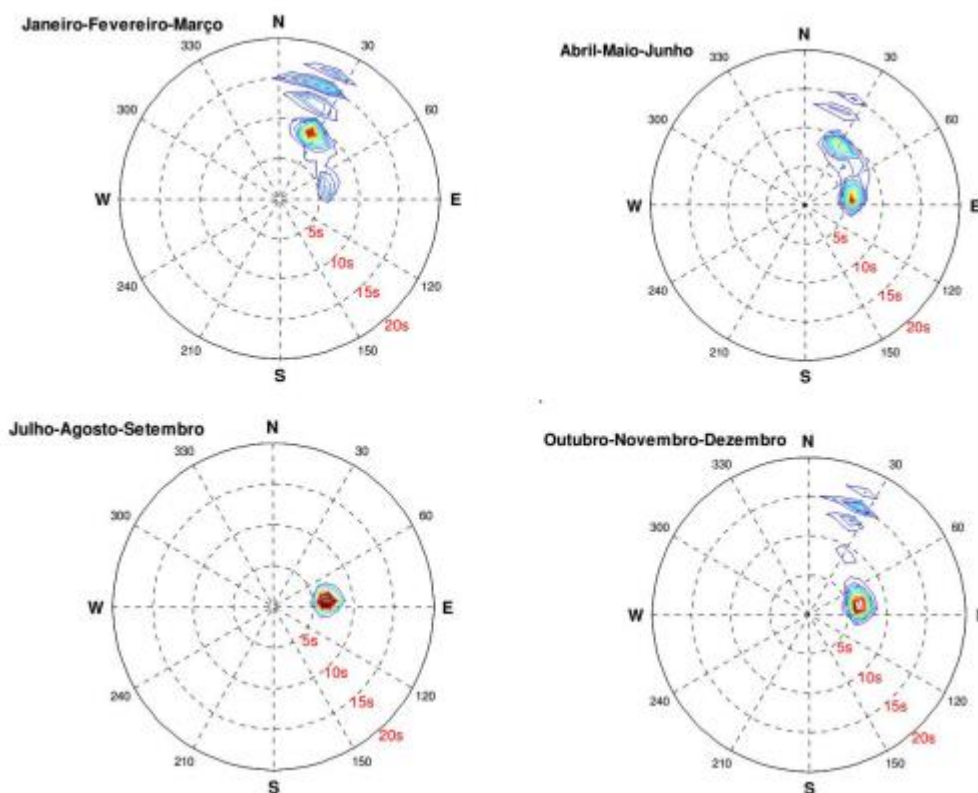 Janeiro-Fevereiro-Março
N
330
30
300
60
W
E
5s
10s
240
15s
120
20s
210
150
S
Abril-Maio-Junho
N
330
30
300
60
W
E
5s
10s
240
15s
120
20s
210
150
S
Julho-Agosto-Setembro
N
330
30
300
60
W
E
5s
10s
240
15s
120
20s
210
150
S
Outubro-Novembro-Dezembro
N
330
30
300
60
W
5s
10s
240
15s
120
20s
210
150
S